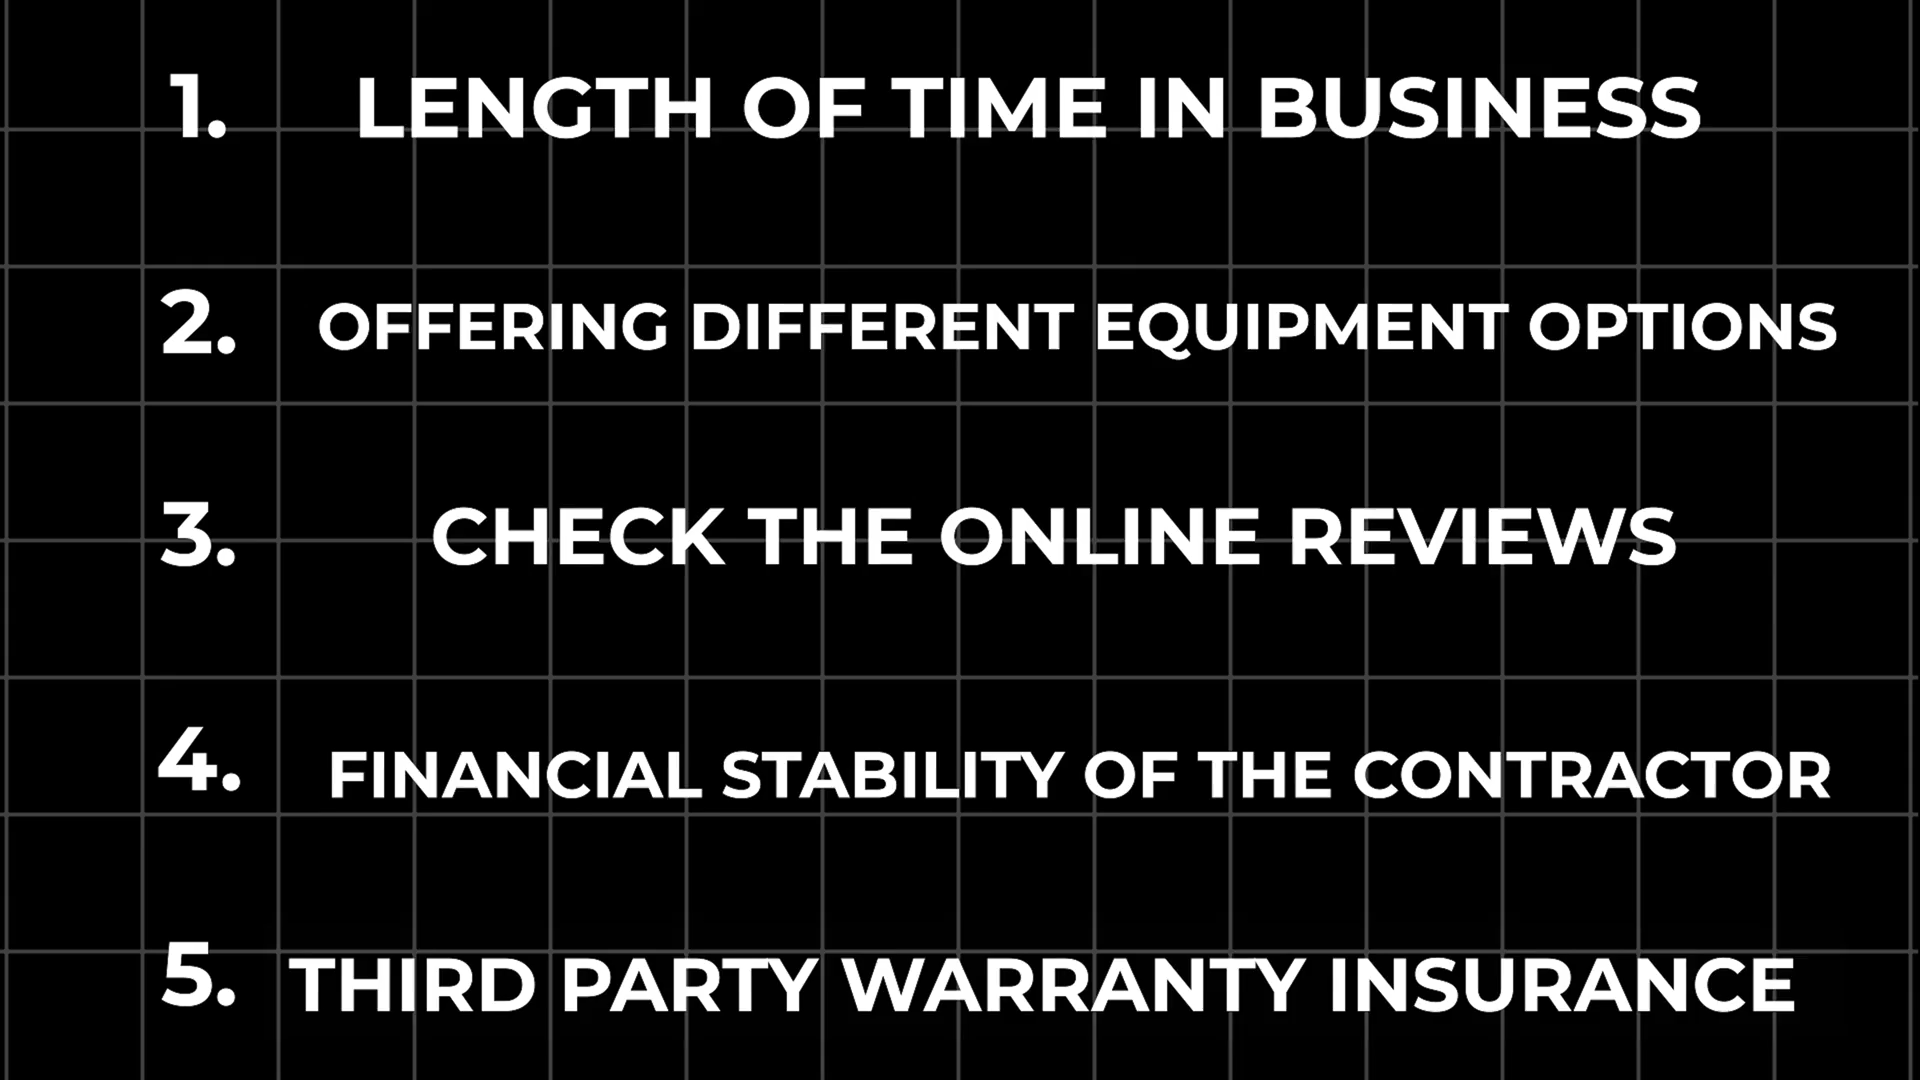 1. LENGTH OF TIME IN BUSINESS
2. OFFERING DIFFERENT EQUIPMENT OPTIONS
3. CHECK THE ONLINE REVIEWS
4. FINANCIAL STABILITY OF THE CONTRACTOR
5. THIRD PARTY WARRANTY INSURANCE